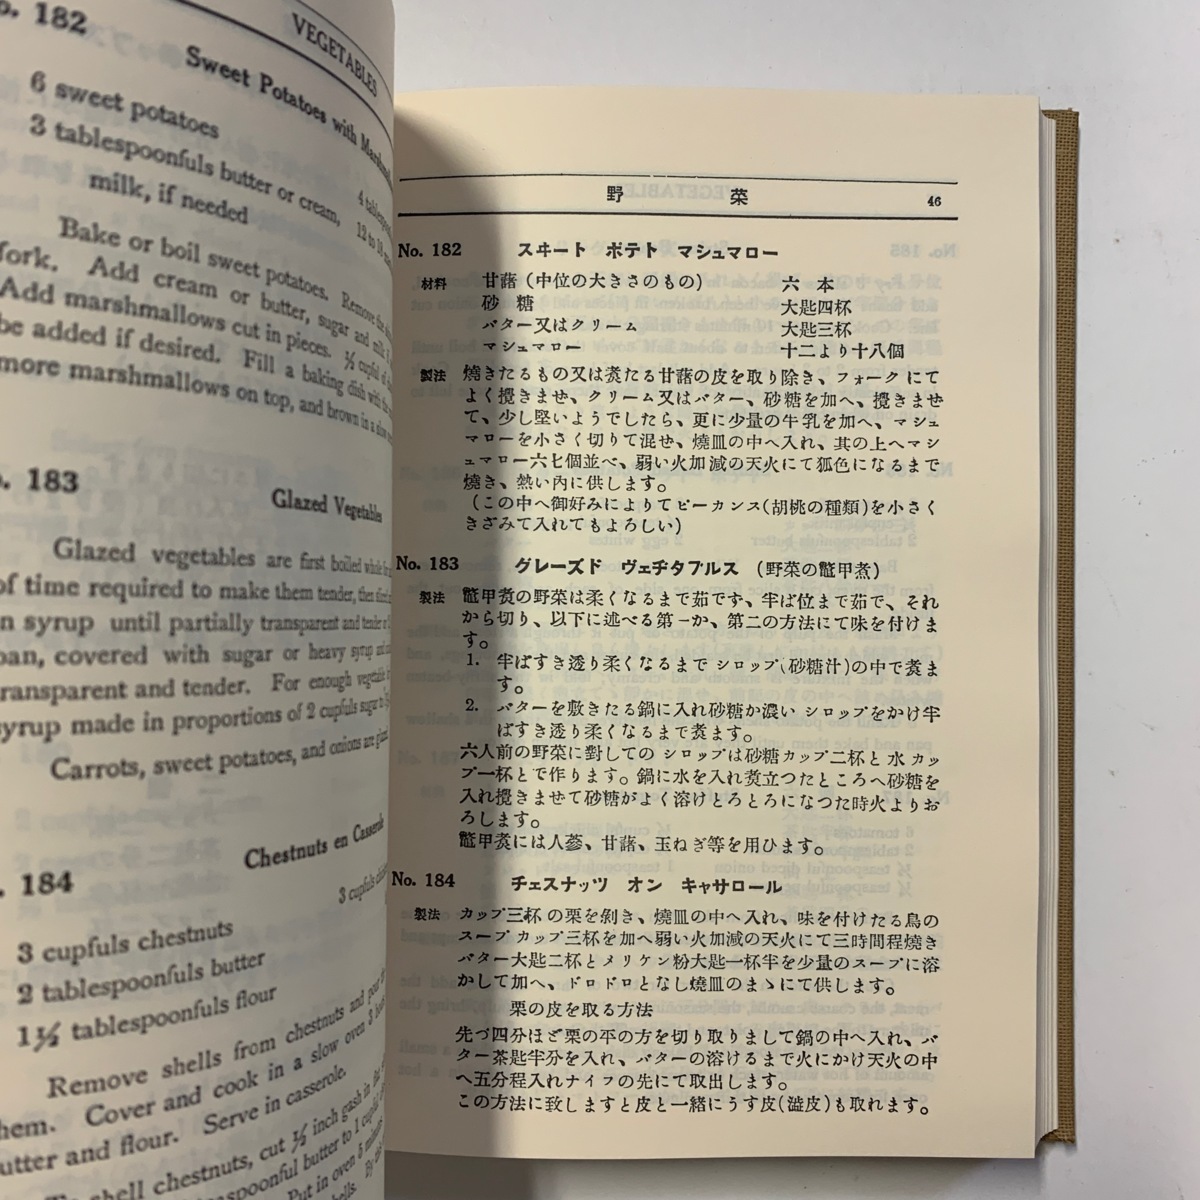 No. 182
VEGETABLES
Sweet Potatoes with
6 sweet potatoes
3 tablespoonfuls butter or cream,
milk, if needed
12 to 18
Bake or boil sweet potatoes. Remove
fork. Add cream or butter, sugar and milk
Add marshmallows cut in pieces. ⅓ cupful of
be added if desired. Fill a baking dish with the
more marshmallows on top, and brown in a slow
183
Glazed Vegetables
Glazed vegetables are first boiled whole for
of time required to make them tender, then
in syrup until partially transparent and tender or
pan, covered with sugar or heavy syrup and
transparent and tender. For enough vegetable
syrup made in proportions of 2 cupfuls sugar to
Carrots, sweet potatoes, and onions are
184
Chestnuts en Casserole
3 cupfuls
3 cupfuls chestnuts
2 tablespoonfuls butter
1½ tablespoonfuls flour
Remove shells from chestnuts and
them. Cover and cook in a slow oven 3
butter and flour. Serve in casserole.
To shell chestnuts, cut ½ inch gash in flat
teaspoonful butter to 1 cupful
Put in oven 5 minutes
野 菜
46
No. 182 スヰート ポテト マシュマロー
材料 甘藷(中位の大きさのもの) 六 本
砂 糖 大匙四杯
バター又はクリーム 大匙三杯
マシュマロー 十二より十八個
製法 燒きたるもの又は煑たる甘藷の皮を取り除き、フォークにて
よく攪きませ、クリーム又はバター、砂糖を加へ、攪きませ
て、少し堅いようでしたら、更に少量の牛乳を加へ、マシュ
マローを小さく切りて混せ、燒皿の中へ入れ、其の上へマシ
ュマロー六七個並べ、弱い火加減の天火にて狐色になるまで
燒き、熱い內に供します。
(この中へ御好みによりてピーカンス(胡桃の種類)を小さく
きざみて入れてもよろしい)
No. 183 グレーズド ヴェヂタブルス (野菜の鼈甲煮)
製法 鼈甲煑の野菜は柔くなるまで茹でず、半ば位まで茹で、それ
から切り、以下に述べる第一か、第二の方法にて味を付けま
す。
1. 半ばすき透り柔くなるまで シロップ(砂糖汁)の中で煑ま
す。
2. バターを敷きたる鍋に入れ砂糖か濃い シロップをかけ半
ばすき透り柔くなるまで煑ます。
六人前の野菜に對しての シロップは砂糖カップ二杯と 水 カッ
プ一杯とで作ります。鍋に水を入れ煑立つたところへ砂糖を
入れ攪きませて砂糖がよく溶けとろとろになつた時火よりお
ろします。
鼈甲煑には人蔘、甘藷、玉ねぎ等を用ひます。
No. 184 チェスナッツ オン キャサロール
製法 カップ三杯の栗を剝き、燒皿の中へ入れ、味を付けたる鳥の
スープ カップ三杯を加へ弱い火加減の天火にて三時間程燒き
バター大匙二杯とメリケン粉大匙一杯半を少量のスープに溶
かして加へ、ドロドロとなし燒皿のまゝにて供します。
栗の皮を取る方法
先づ四分ほど栗の平の方を切り取りまして鍋の中へ入れ、バ
ター茶匙半分を入れ、バターの溶けるまで火にかけ天火の中
へ五分程入れナイフの先にて取出します。
この方法に致しますと皮と一緒にうす皮(澁皮)も取れます。